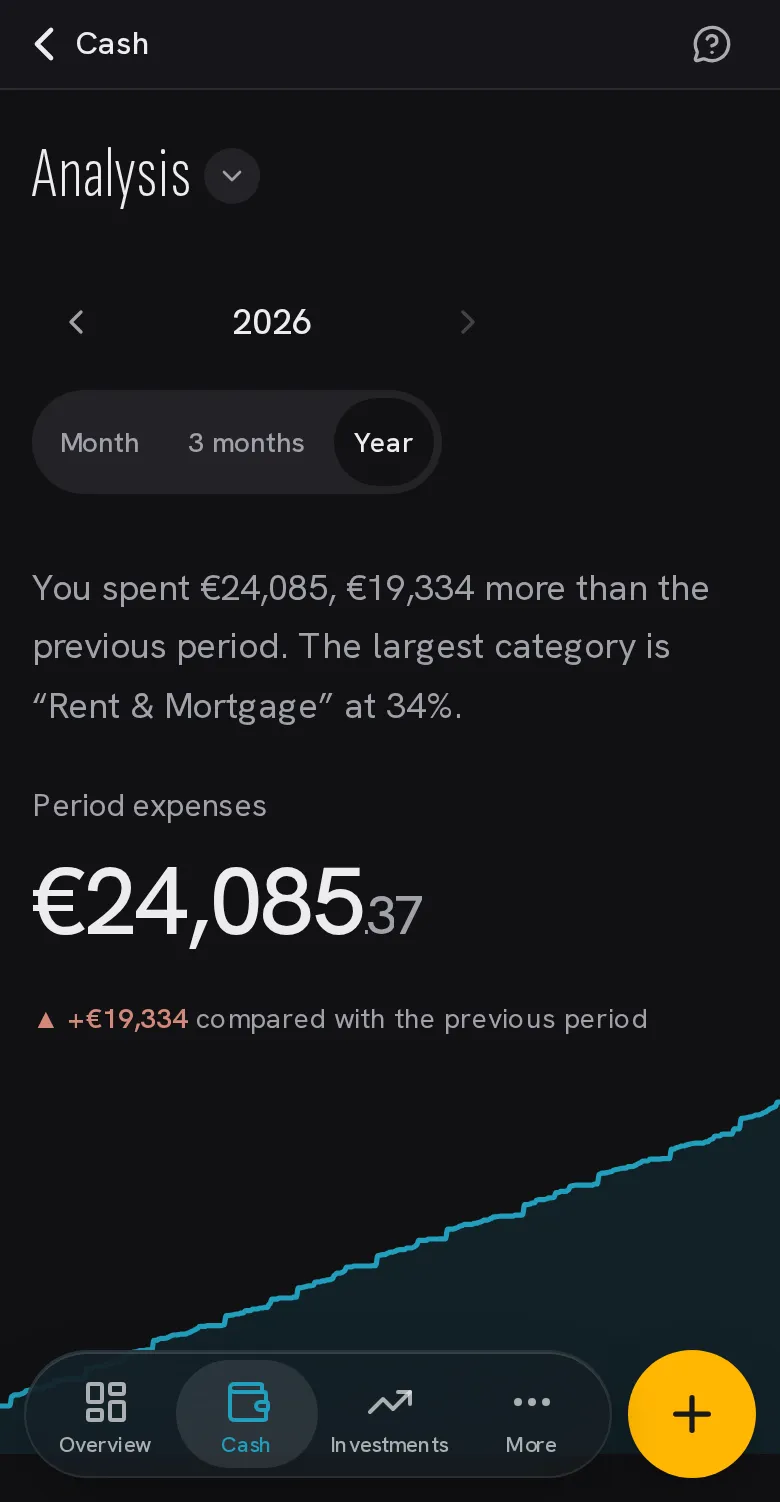 Cash
Analysis
2026
Month 3 months Year
You spent €24,085, €19,334 more than the
previous period. The largest category is
“Rent & Mortgage” at 34%.
Period expenses
€24,085.37
▲ +€19,334 compared with the previous period
Overview Cash Investments More